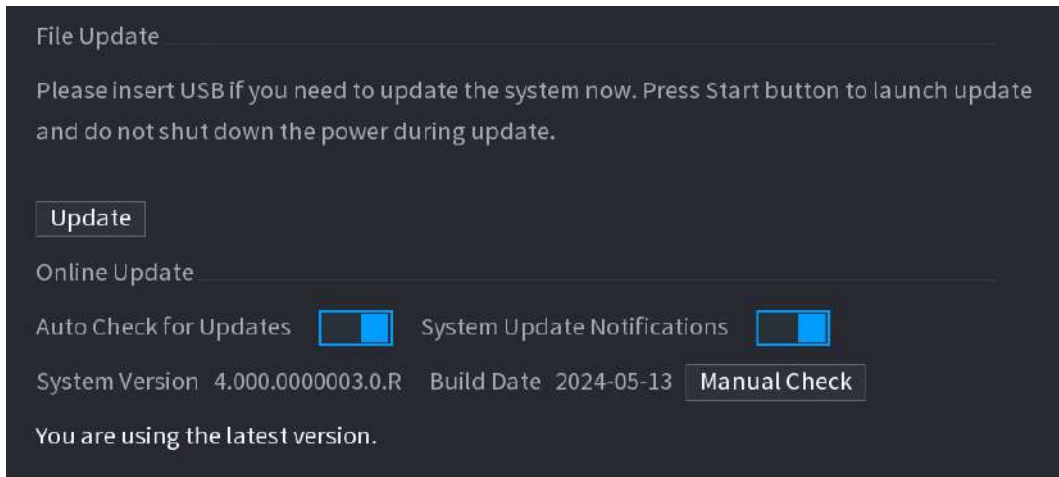 File Update
Please insert USB if you need to update the system now. Press Start button to launch update
and do not shut down the power during update.
Update
Online Update
Auto Check for Updates System Update Notifications
System Version 4.000.0000003.0.R Build Date 2024-05-13 Manual Check
You are using the latest version.